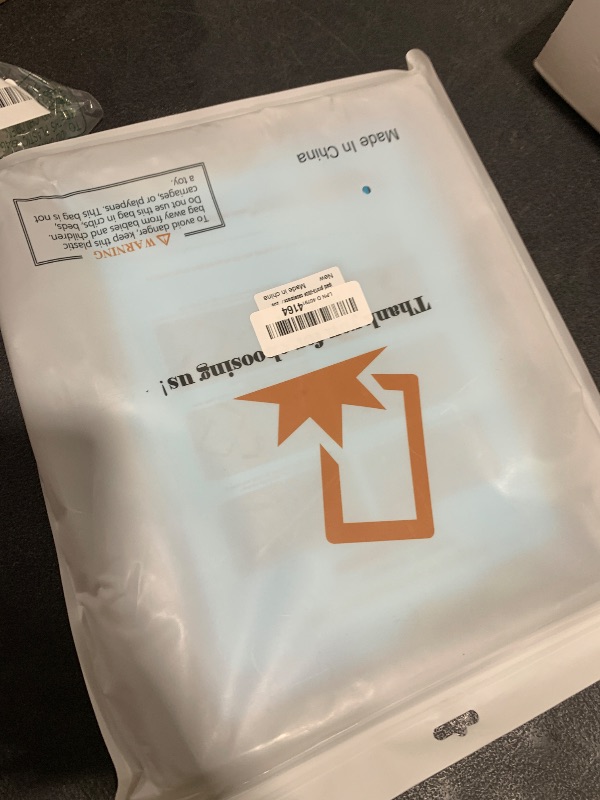 Made In China
⚠ WARNING
To avoid danger, keep this plastic
bag away from babies and children.
Do not use this bag in cribs, beds,
carriages, or playpens. This bag is not
a toy.
Thank oosing us!
4164
New
Made in china